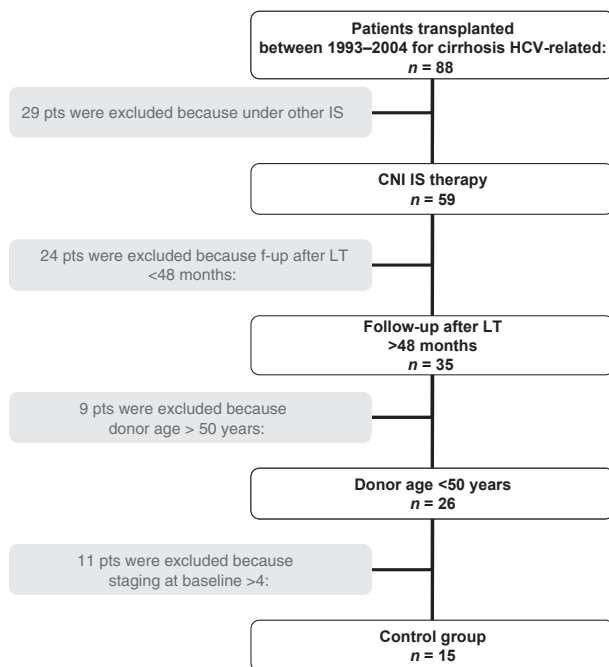 Patients transplanted
between 1993–2004 for cirrhosis HCV-related:
n = 88
29 pts were excluded because under other IS
CNI IS therapy
n = 59
24 pts were excluded because f-up after LT
<48 months:
Follow-up after LT
>48 months
n = 35
9 pts were excluded because
donor age > 50 years:
Donor age <50 years
n = 26
11 pts were excluded because
staging at baseline >4:
Control group
n = 15